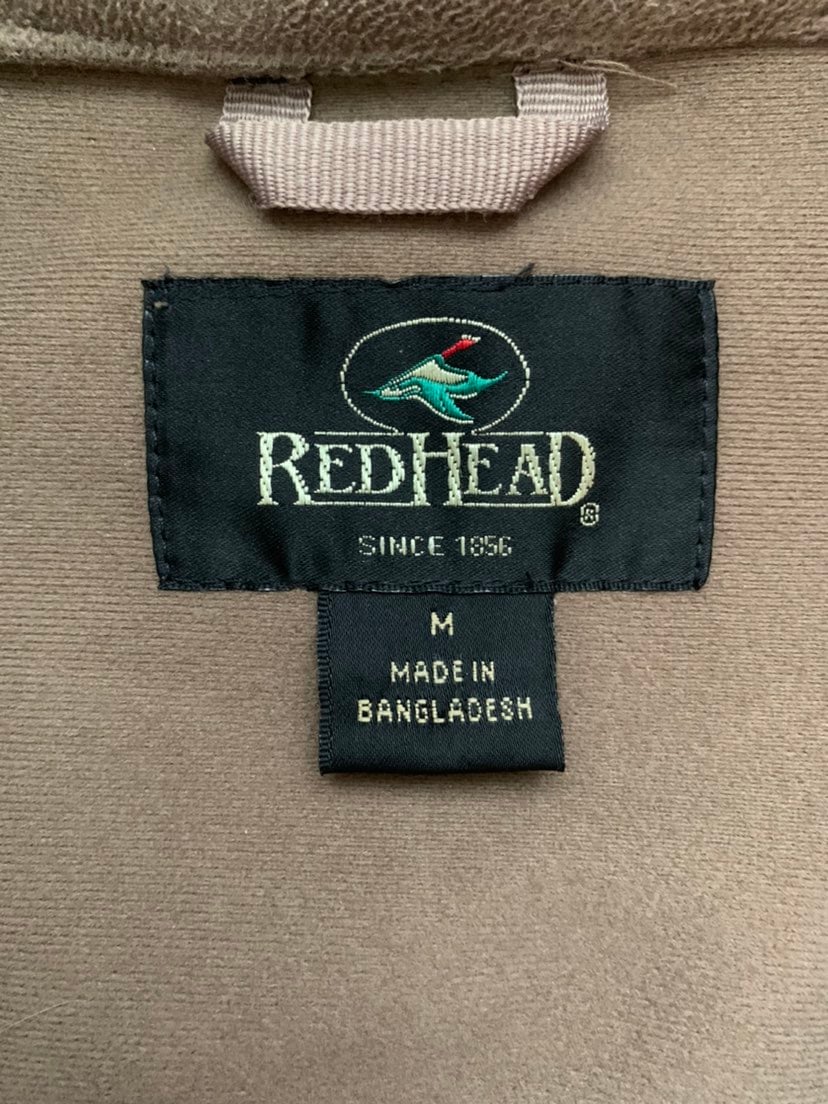 REDHEAD®
SINCE 1856
M
MADE IN
BANGLADESH